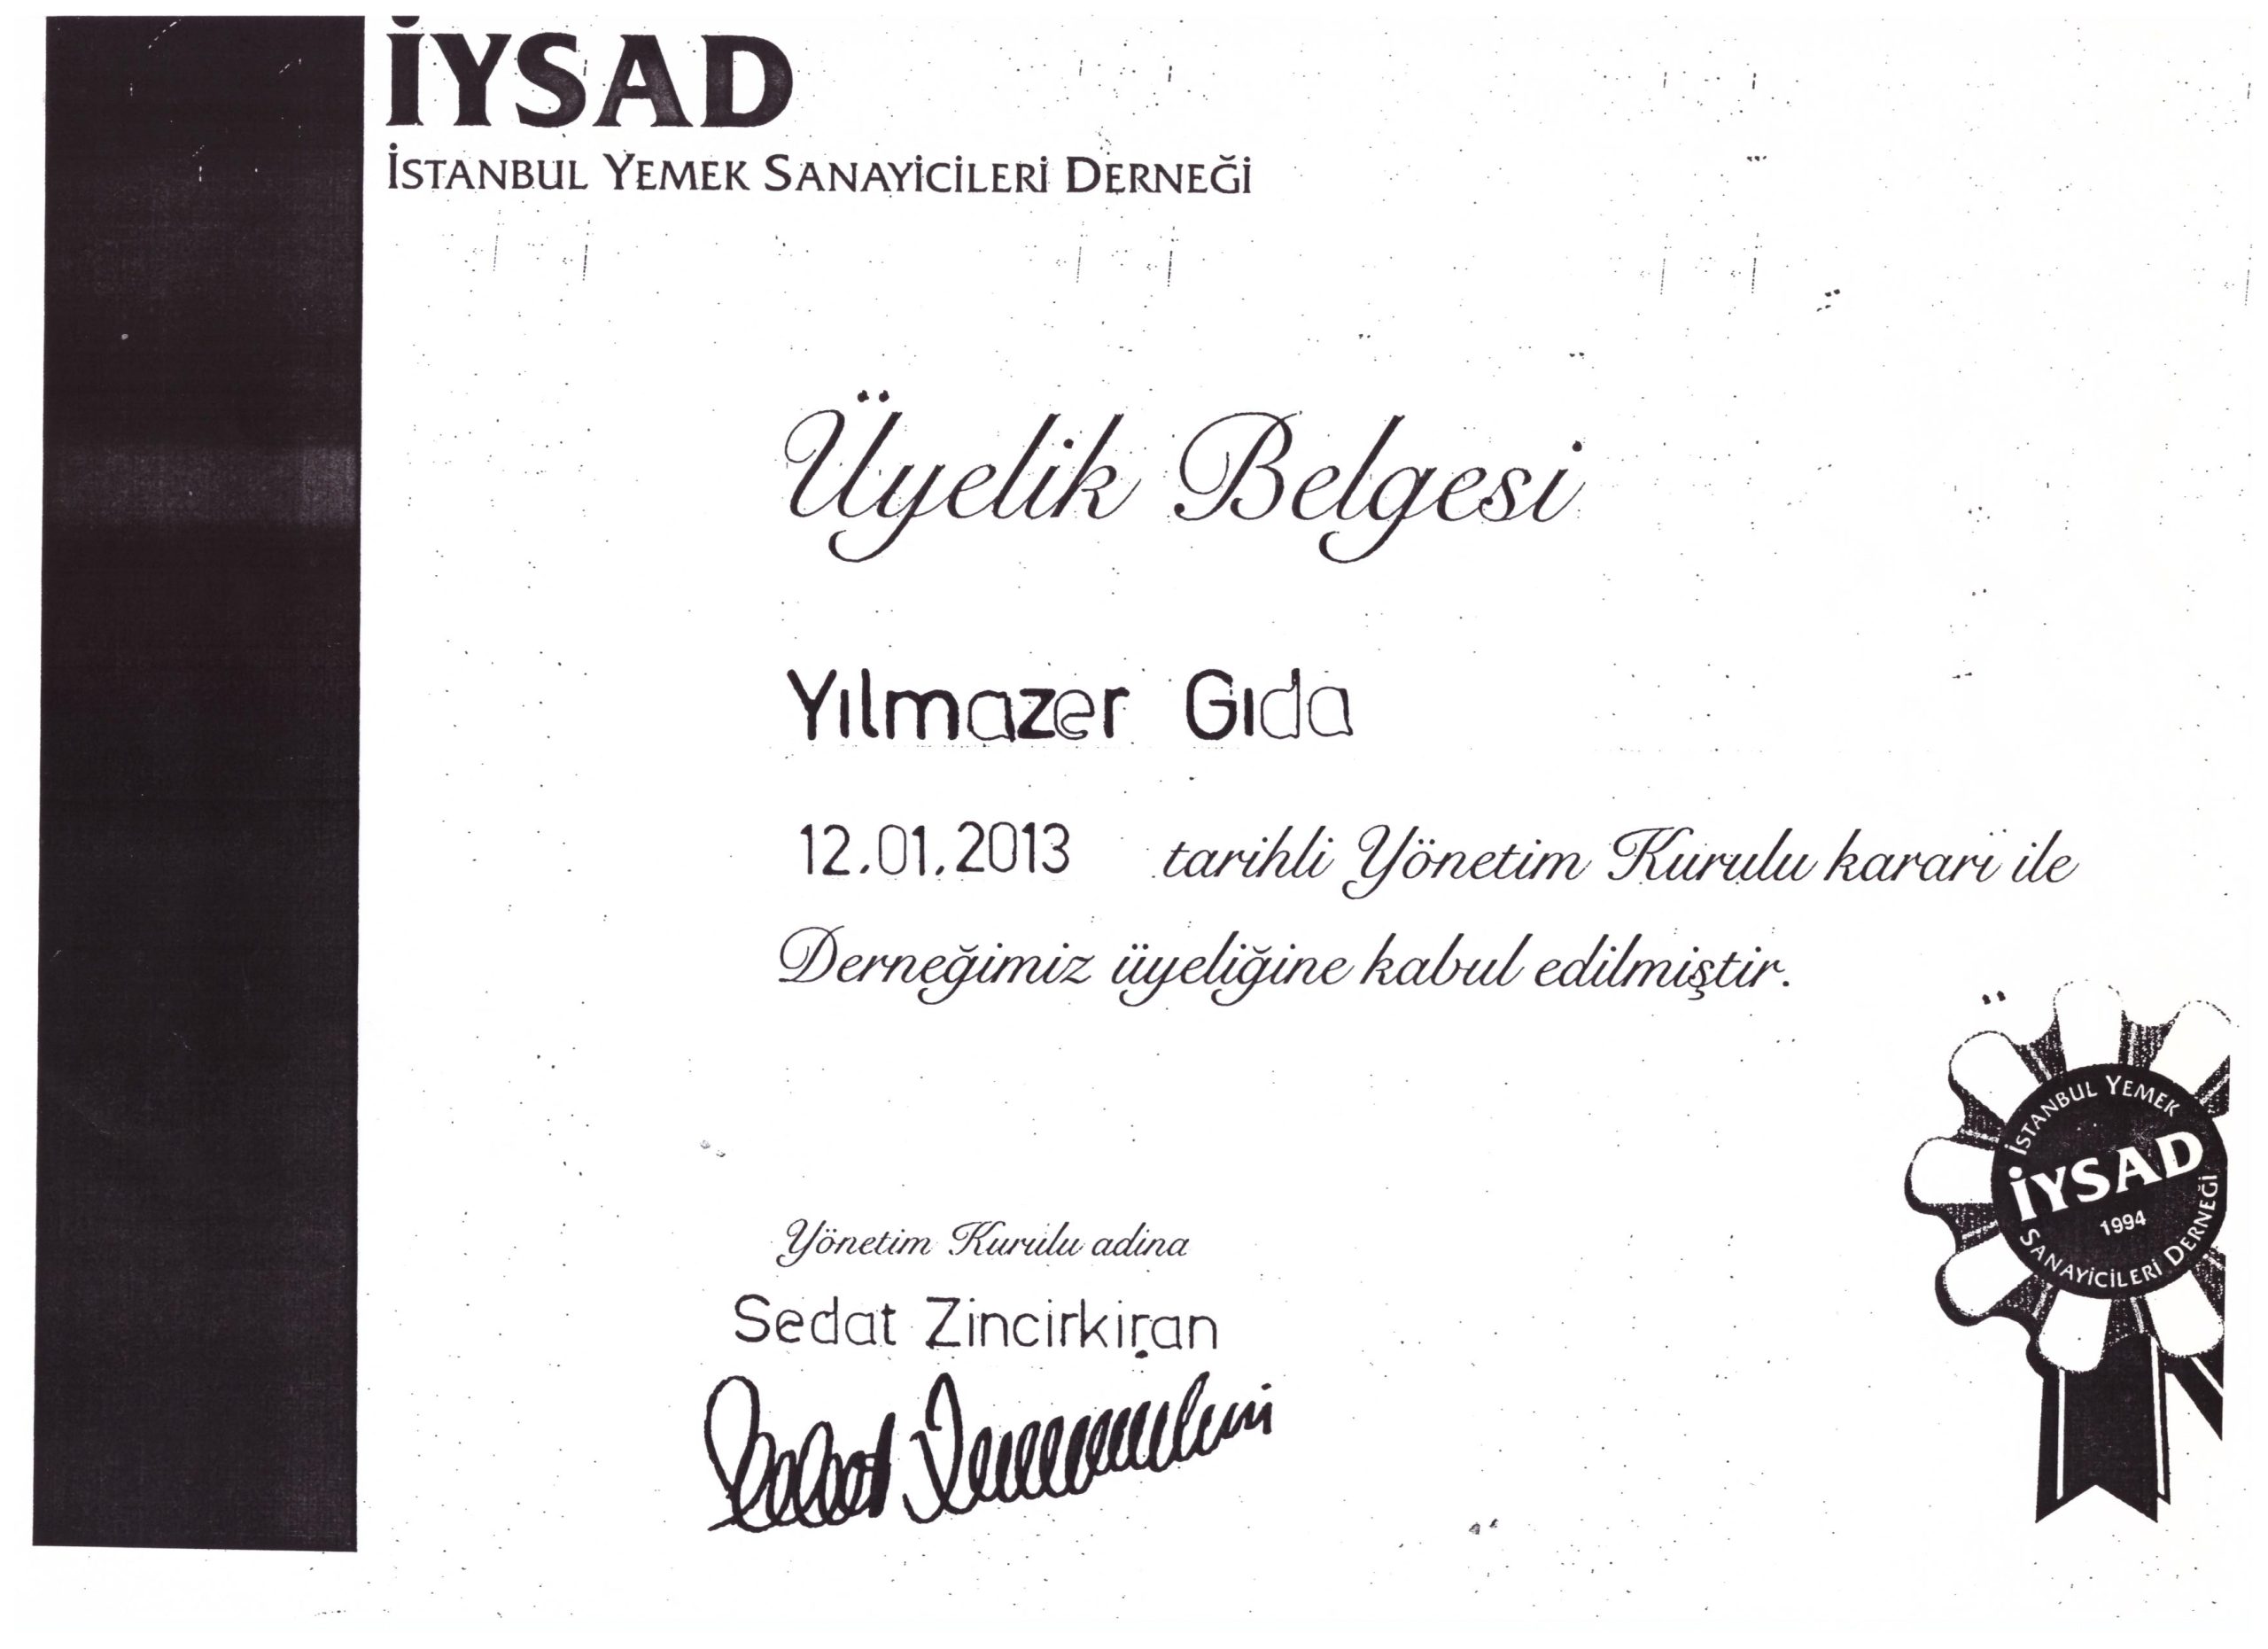 İYSAD
İSTANBUL YEMEK SANAYİCİLERİ DERNEĞİ
Üyelik Belgesi
Yılmazer Gıda
12.01.2013 tarihli Yönetim Kurulu kararı ile
Derneğimiz üyeliğine kabul edilmiştir.
Yönetim Kurulu adına
Sedat Zincirkıran
İSTANBUL YEMEK
İYSAD
1994
SANAYİCİLERİ DERNEĞİ